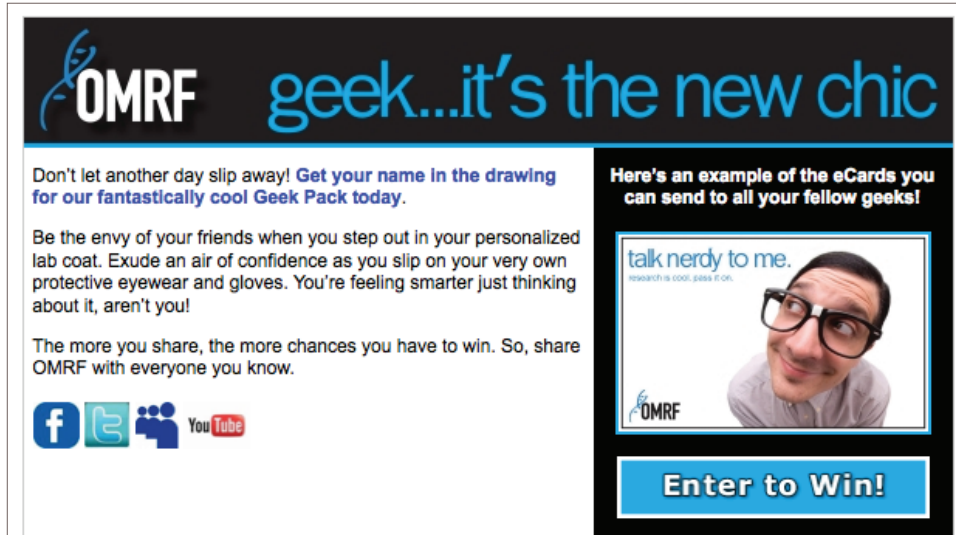 OMRF
geek...it's the new chic
Don't let another day slip away! Get your name in the drawing
for our fantastically cool Geek Pack today.
Be the envy of your friends when you step out in your personalized
lab coat. Exude an air of confidence as you slip on your very own
protective eyewear and gloves. You're feeling smarter just thinking
about it, aren't you!
The more you share, the more chances you have to win. So, share
OMRF with everyone you know.
f t You Tube
Here's an example of the eCards you
can send to all your fellow geeks!
talk nerdy to me.
research is cool. pass it on.
OMRF
Enter to Win!